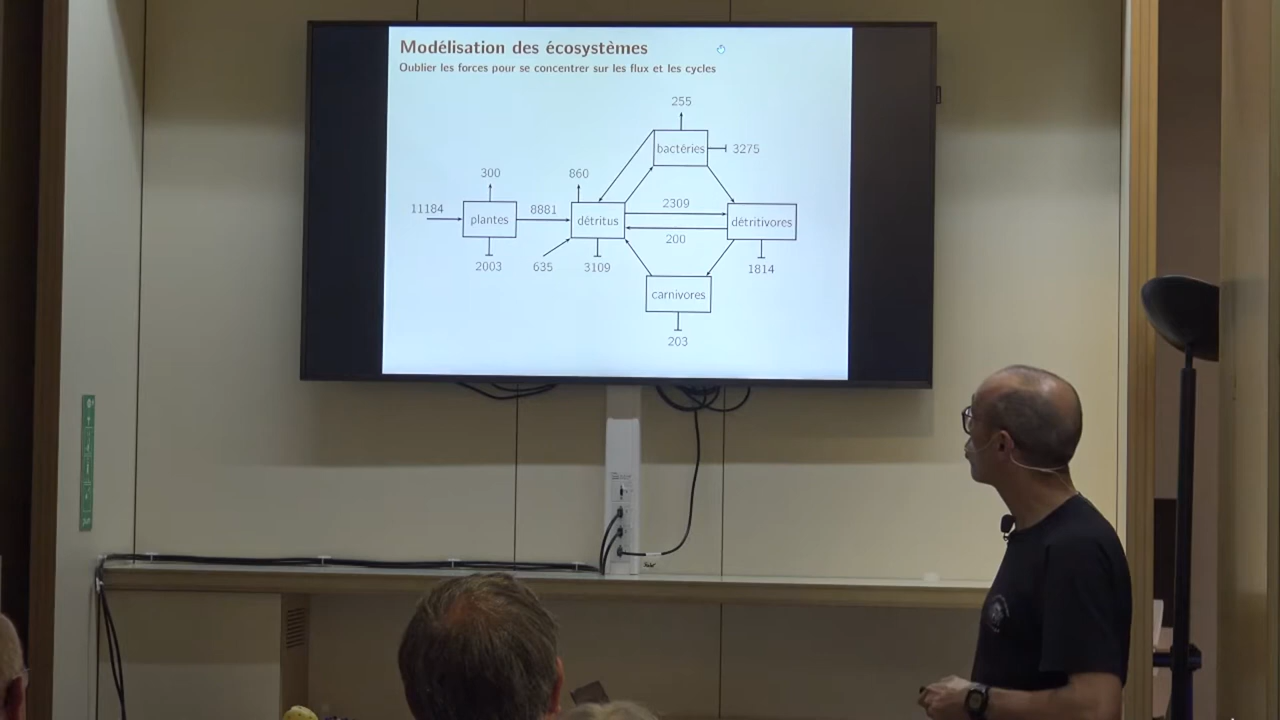 Modélisation des écosystèmes
Oublier les forces pour se concentrer sur les flux et les cycles
255
bactéries
3275
300
860
11184
plantes
8881
détritus
2309
200
détritivores
2003
635
3109
1814
carnivores
203